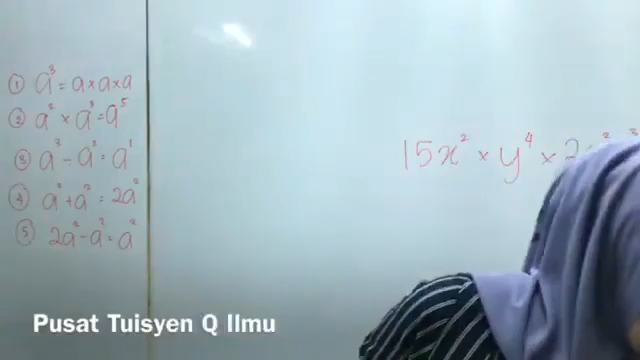 ① a³ = a × a × a
② a² × a³ = a⁵
③ a³ - a² = a¹
④ a² + a² = 2a²
⑤ 2a² - a² = a²
15x² × y⁴ × 2
Pusat Tuisyen Q Ilmu